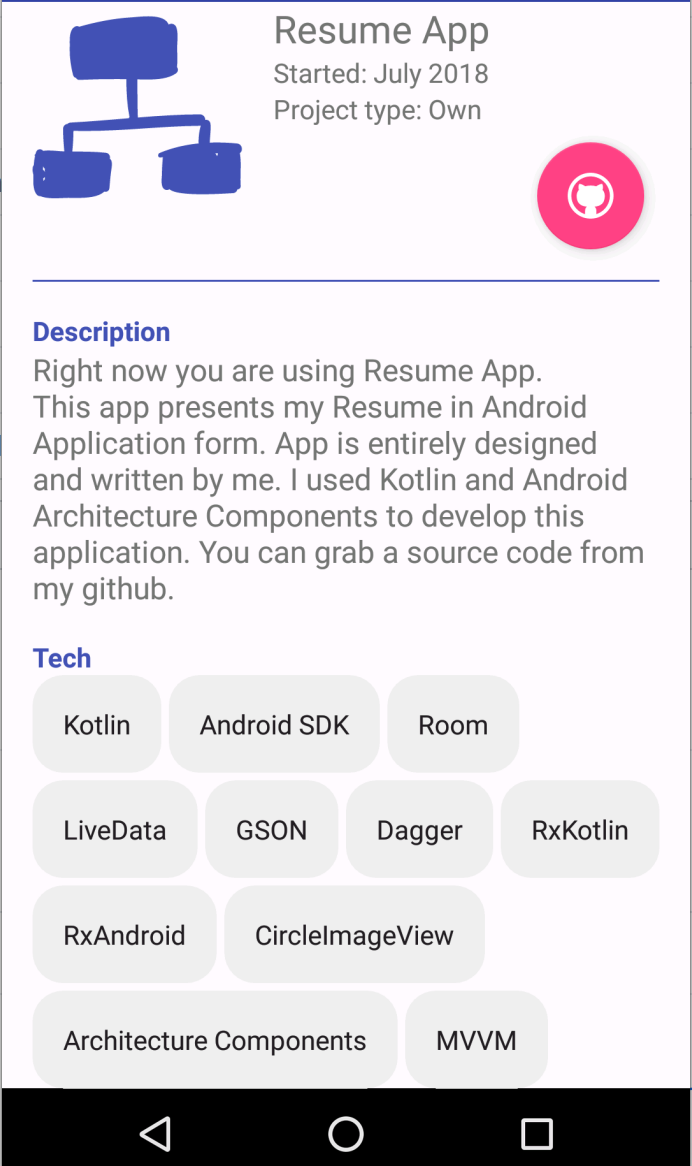 Resume App
Started: July 2018
Project type: Own
Description
Right now you are using Resume App.
This app presents my Resume in Android
Application form. App is entirely designed
and written by me. I used Kotlin and Android
Architecture Components to develop this
application. You can grab a source code from
my github.
Tech
Kotlin Android SDK Room
LiveData GSON Dagger RxKotlin
RxAndroid CircleImageView
Architecture Components MVVM